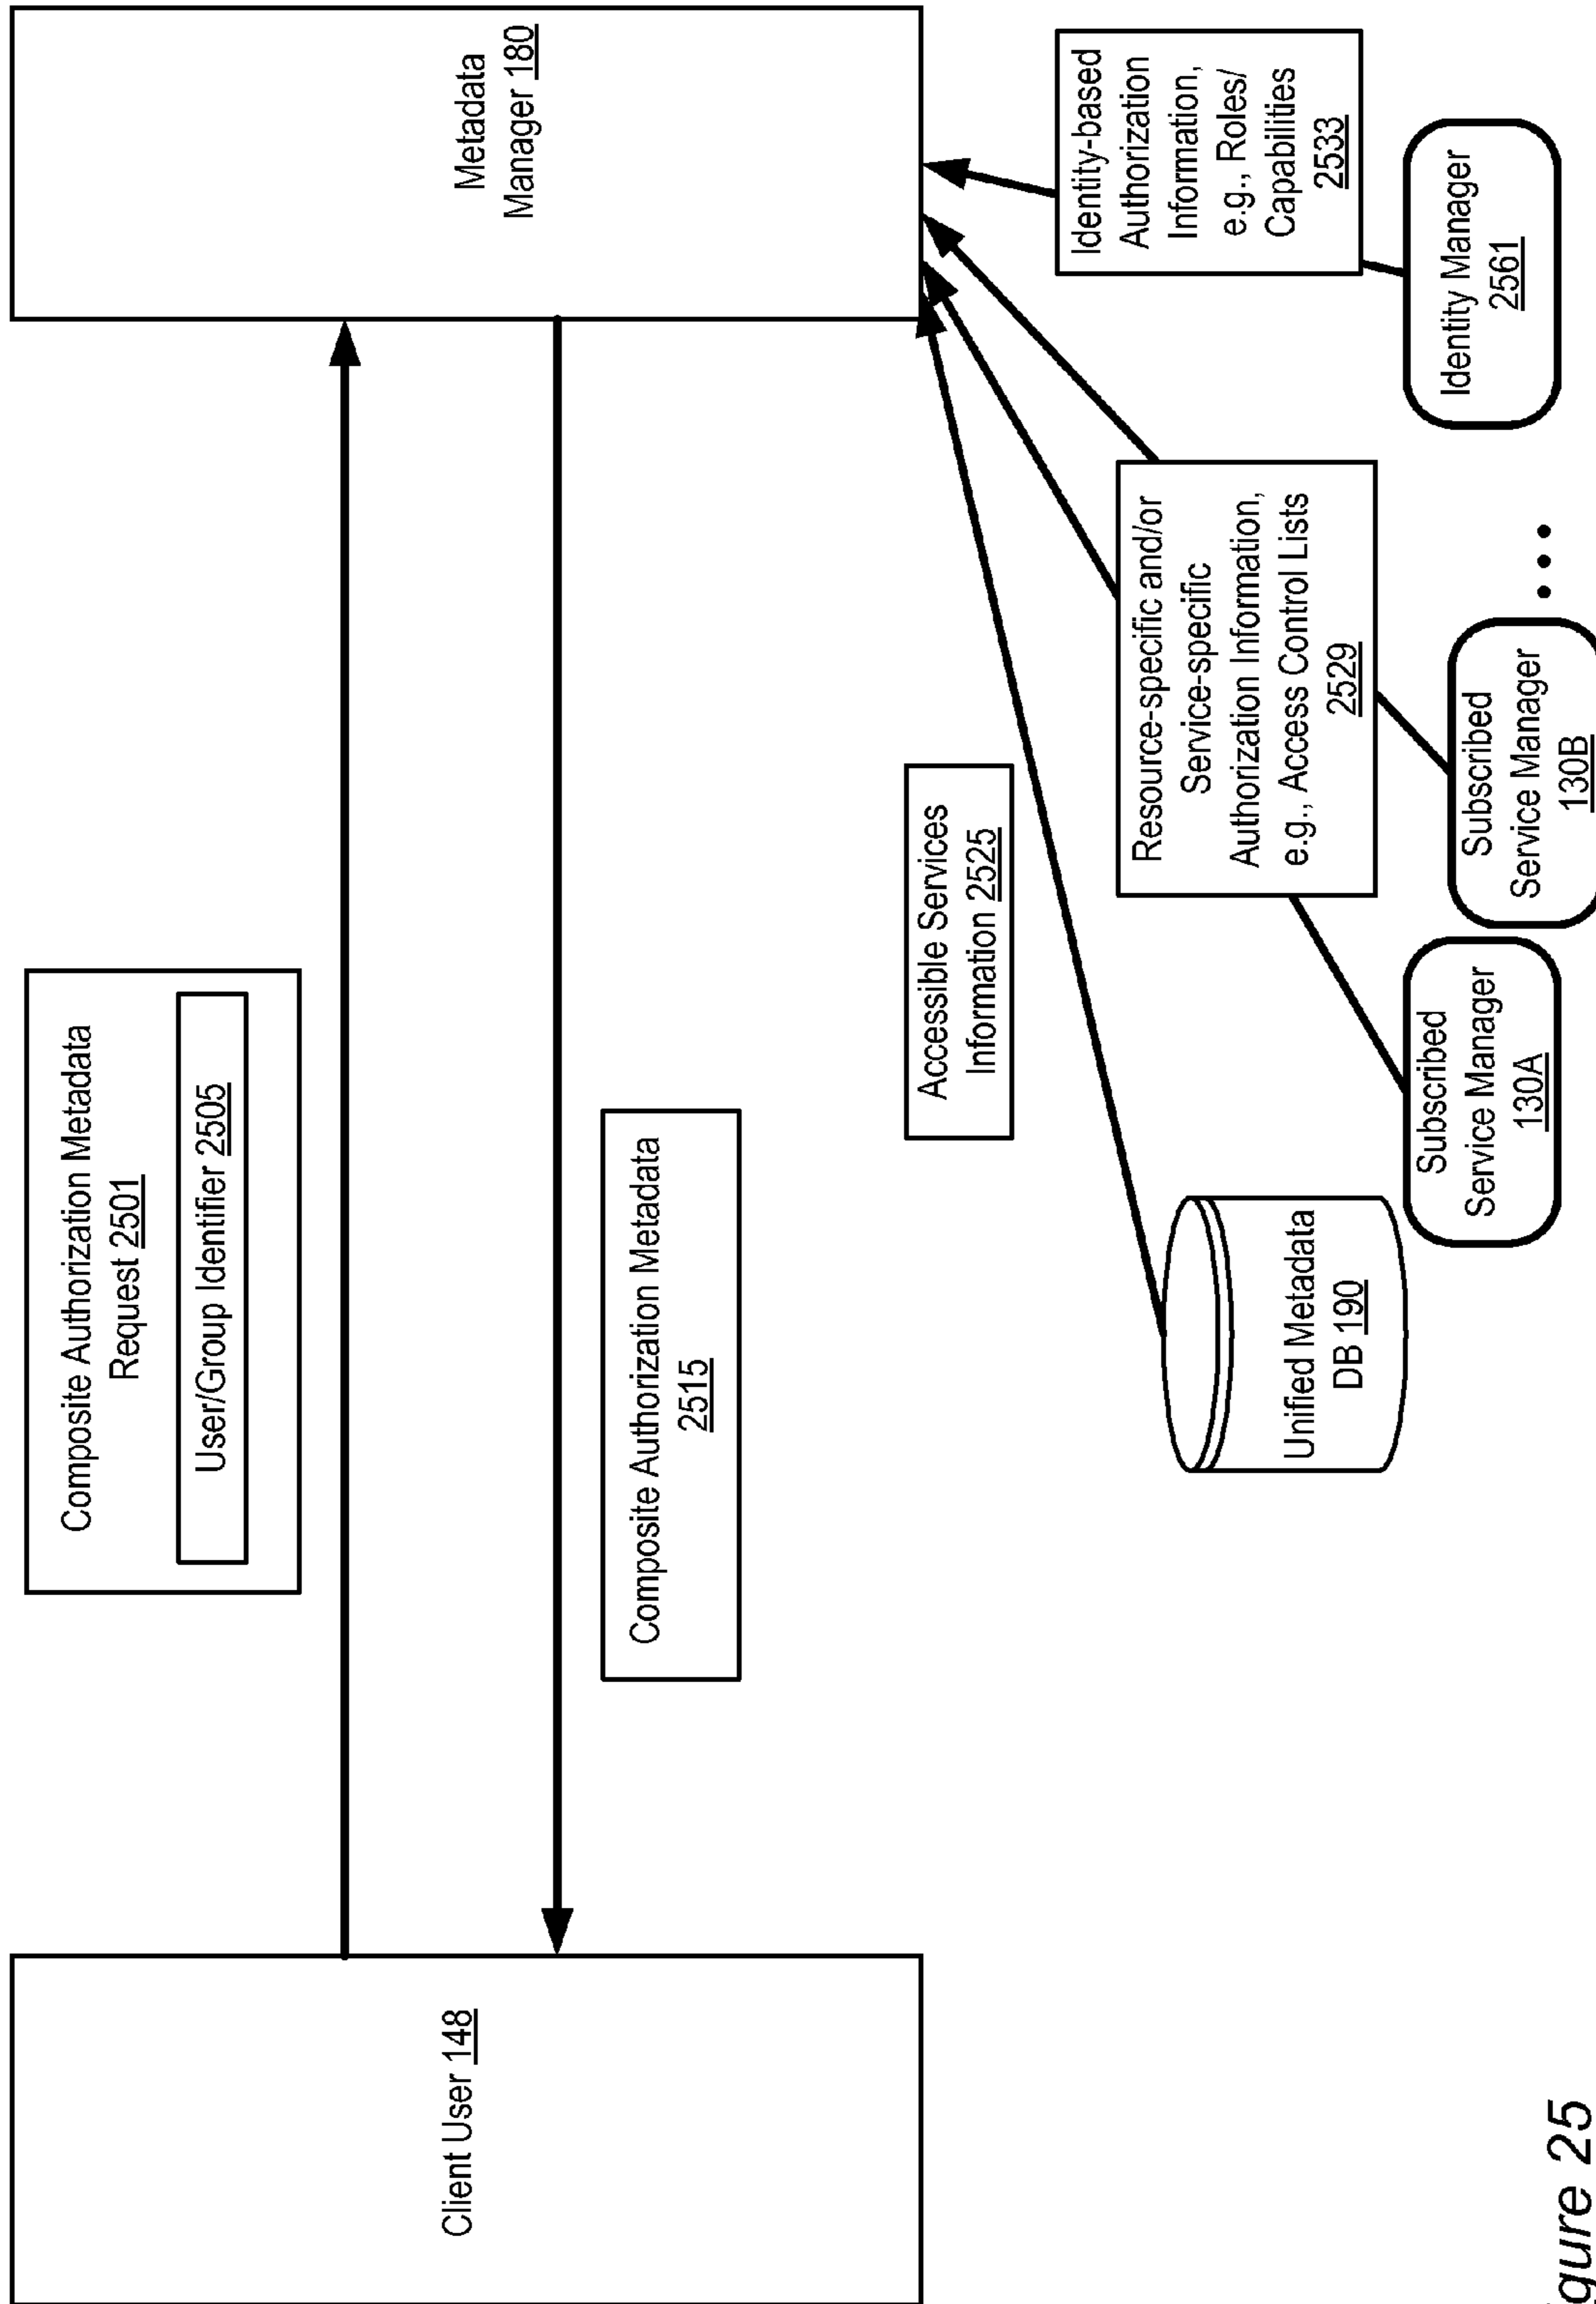 Composite Authorization Metadata
Request 2501
User/Group Identifier 2505
Client User 148
Metadata
Manager 180
Composite Authorization Metadata
2515
Accessible Services
Information 2525
Identity-based
Authorization
Information,
e.g., Roles/
Capabilities
2533
Resource-specific and/or
Service-specific
Authorization Information,
e.g., Access Control Lists
2529
Unified Metadata
DB 190
Subscribed
Service Manager
130A
Subscribed
Service Manager
130B
...
Identity Manager
2561
igure 25